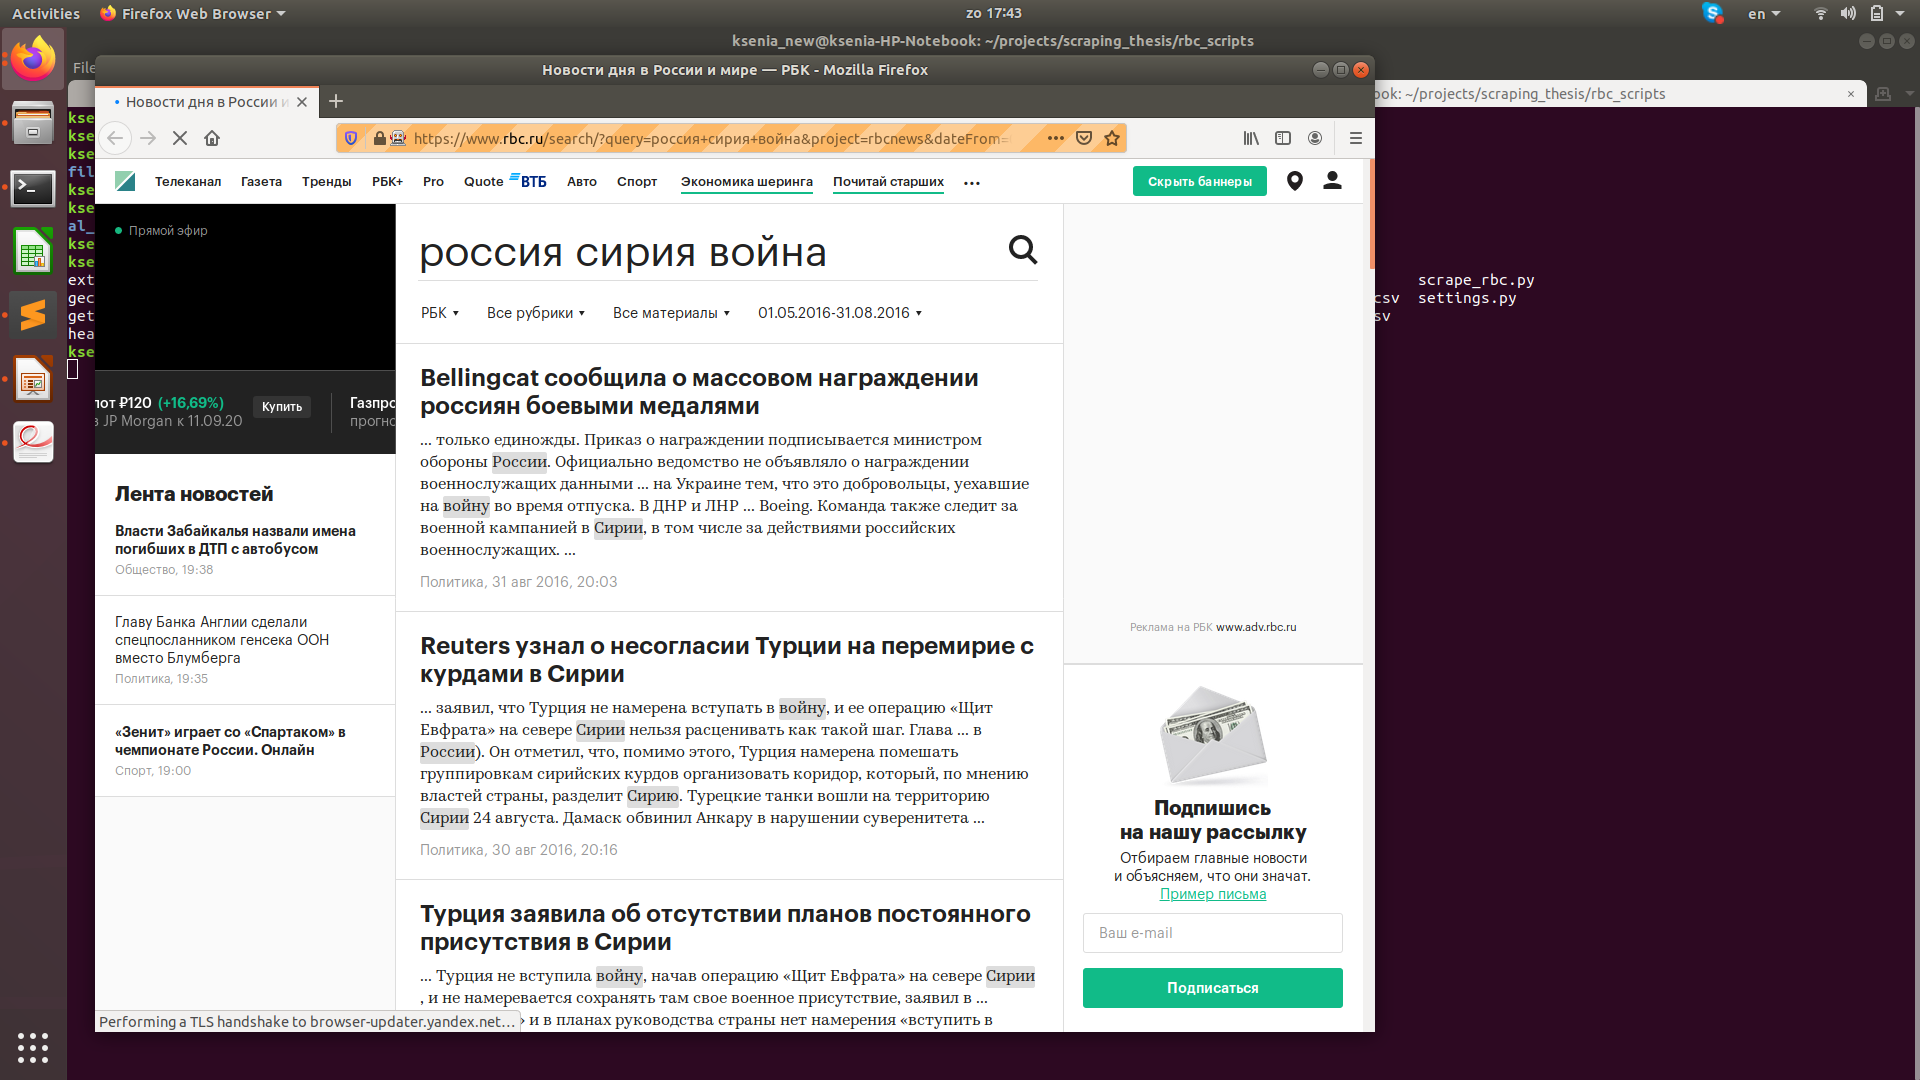 Activities
Firefox Web Browser
zo 17:43
en
ksenia_new@ksenia-HP-Notebook: ~/projects/scraping_thesis/rbc_scripts
File
Новости дня в России и мире — РБК - Mozilla Firefox
ook: ~/projects/scraping_thesis/rbc_scripts
Новости дня в России и
https://www.rbc.ru/search/?query=россия+сирия+война&project=rbcnews&dateFrom=
Телеканал Газета Тренды РБК+ Pro Quote ВТБ Авто Спорт Экономика шеринга Почитай старших
Скрыть баннеры
kse
kse
kse
fil
kse
kse
al_
kse
kse
ext
gec
get
hea
kse
scrape_rbc.py
csv settings.py
sv
Прямой эфир
лот ₽120 (+16,69%)
в JP Morgan к 11.09.20
Купить
Газпро
прогно
Лента новостей
Власти Забайкалья назвали имена
погибших в ДТП с автобусом
Общество, 19:38
Главу Банка Англии сделали
спецпосланником генсека ООН
вместо Блумберга
Политика, 19:35
«Зенит» играет со «Спартаком» в
чемпионате России. Онлайн
Спорт, 19:00
россия сирия война
РБК Все рубрики Все материалы 01.05.2016-31.08.2016
Bellingcat сообщила о массовом награждении
россиян боевыми медалями
... только единожды. Приказ о награждении подписывается министром
обороны России. Официально ведомство не объявляло о награждении
военнослужащих данными ... на Украине тем, что это добровольцы, уехавшие
на войну во время отпуска. В ДНР и ЛНР ... Boeing. Команда также следит за
военной кампанией в Сирии, в том числе за действиями российских
военнослужащих. ...
Политика, 31 авг 2016, 20:03
Reuters узнал о несогласии Турции на перемирие с
курдами в Сирии
... заявил, что Турция не намерена вступать в войну, и ее операцию «Щит
Евфрата» на севере Сирии нельзя расценивать как такой шаг. Глава ... в
России). Он отметил, что, помимо этого, Турция намерена помешать
группировкам сирийских курдов организовать коридор, который, по мнению
властей страны, разделит Сирию. Турецкие танки вошли на территорию
Сирии 24 августа. Дамаск обвинил Анкару в нарушении суверенитета ...
Политика, 30 авг 2016, 20:16
Турция заявила об отсутствии планов постоянного
присутствия в Сирии
... Турция не вступила войну, начав операцию «Щит Евфрата» на севере Сирии
, и не намеревается сохранять там свое военное присутствие, заявил в ...
» и в планах руководства страны нет намерения «вступить в
Реклама на РБК www.adv.rbc.ru
Подпишись
на нашу рассылку
Отбираем главные новости
и объясняем, что они значат.
Пример письма
Ваш e-mail
Подписаться
Performing a TLS handshake to browser-updater.yandex.net…